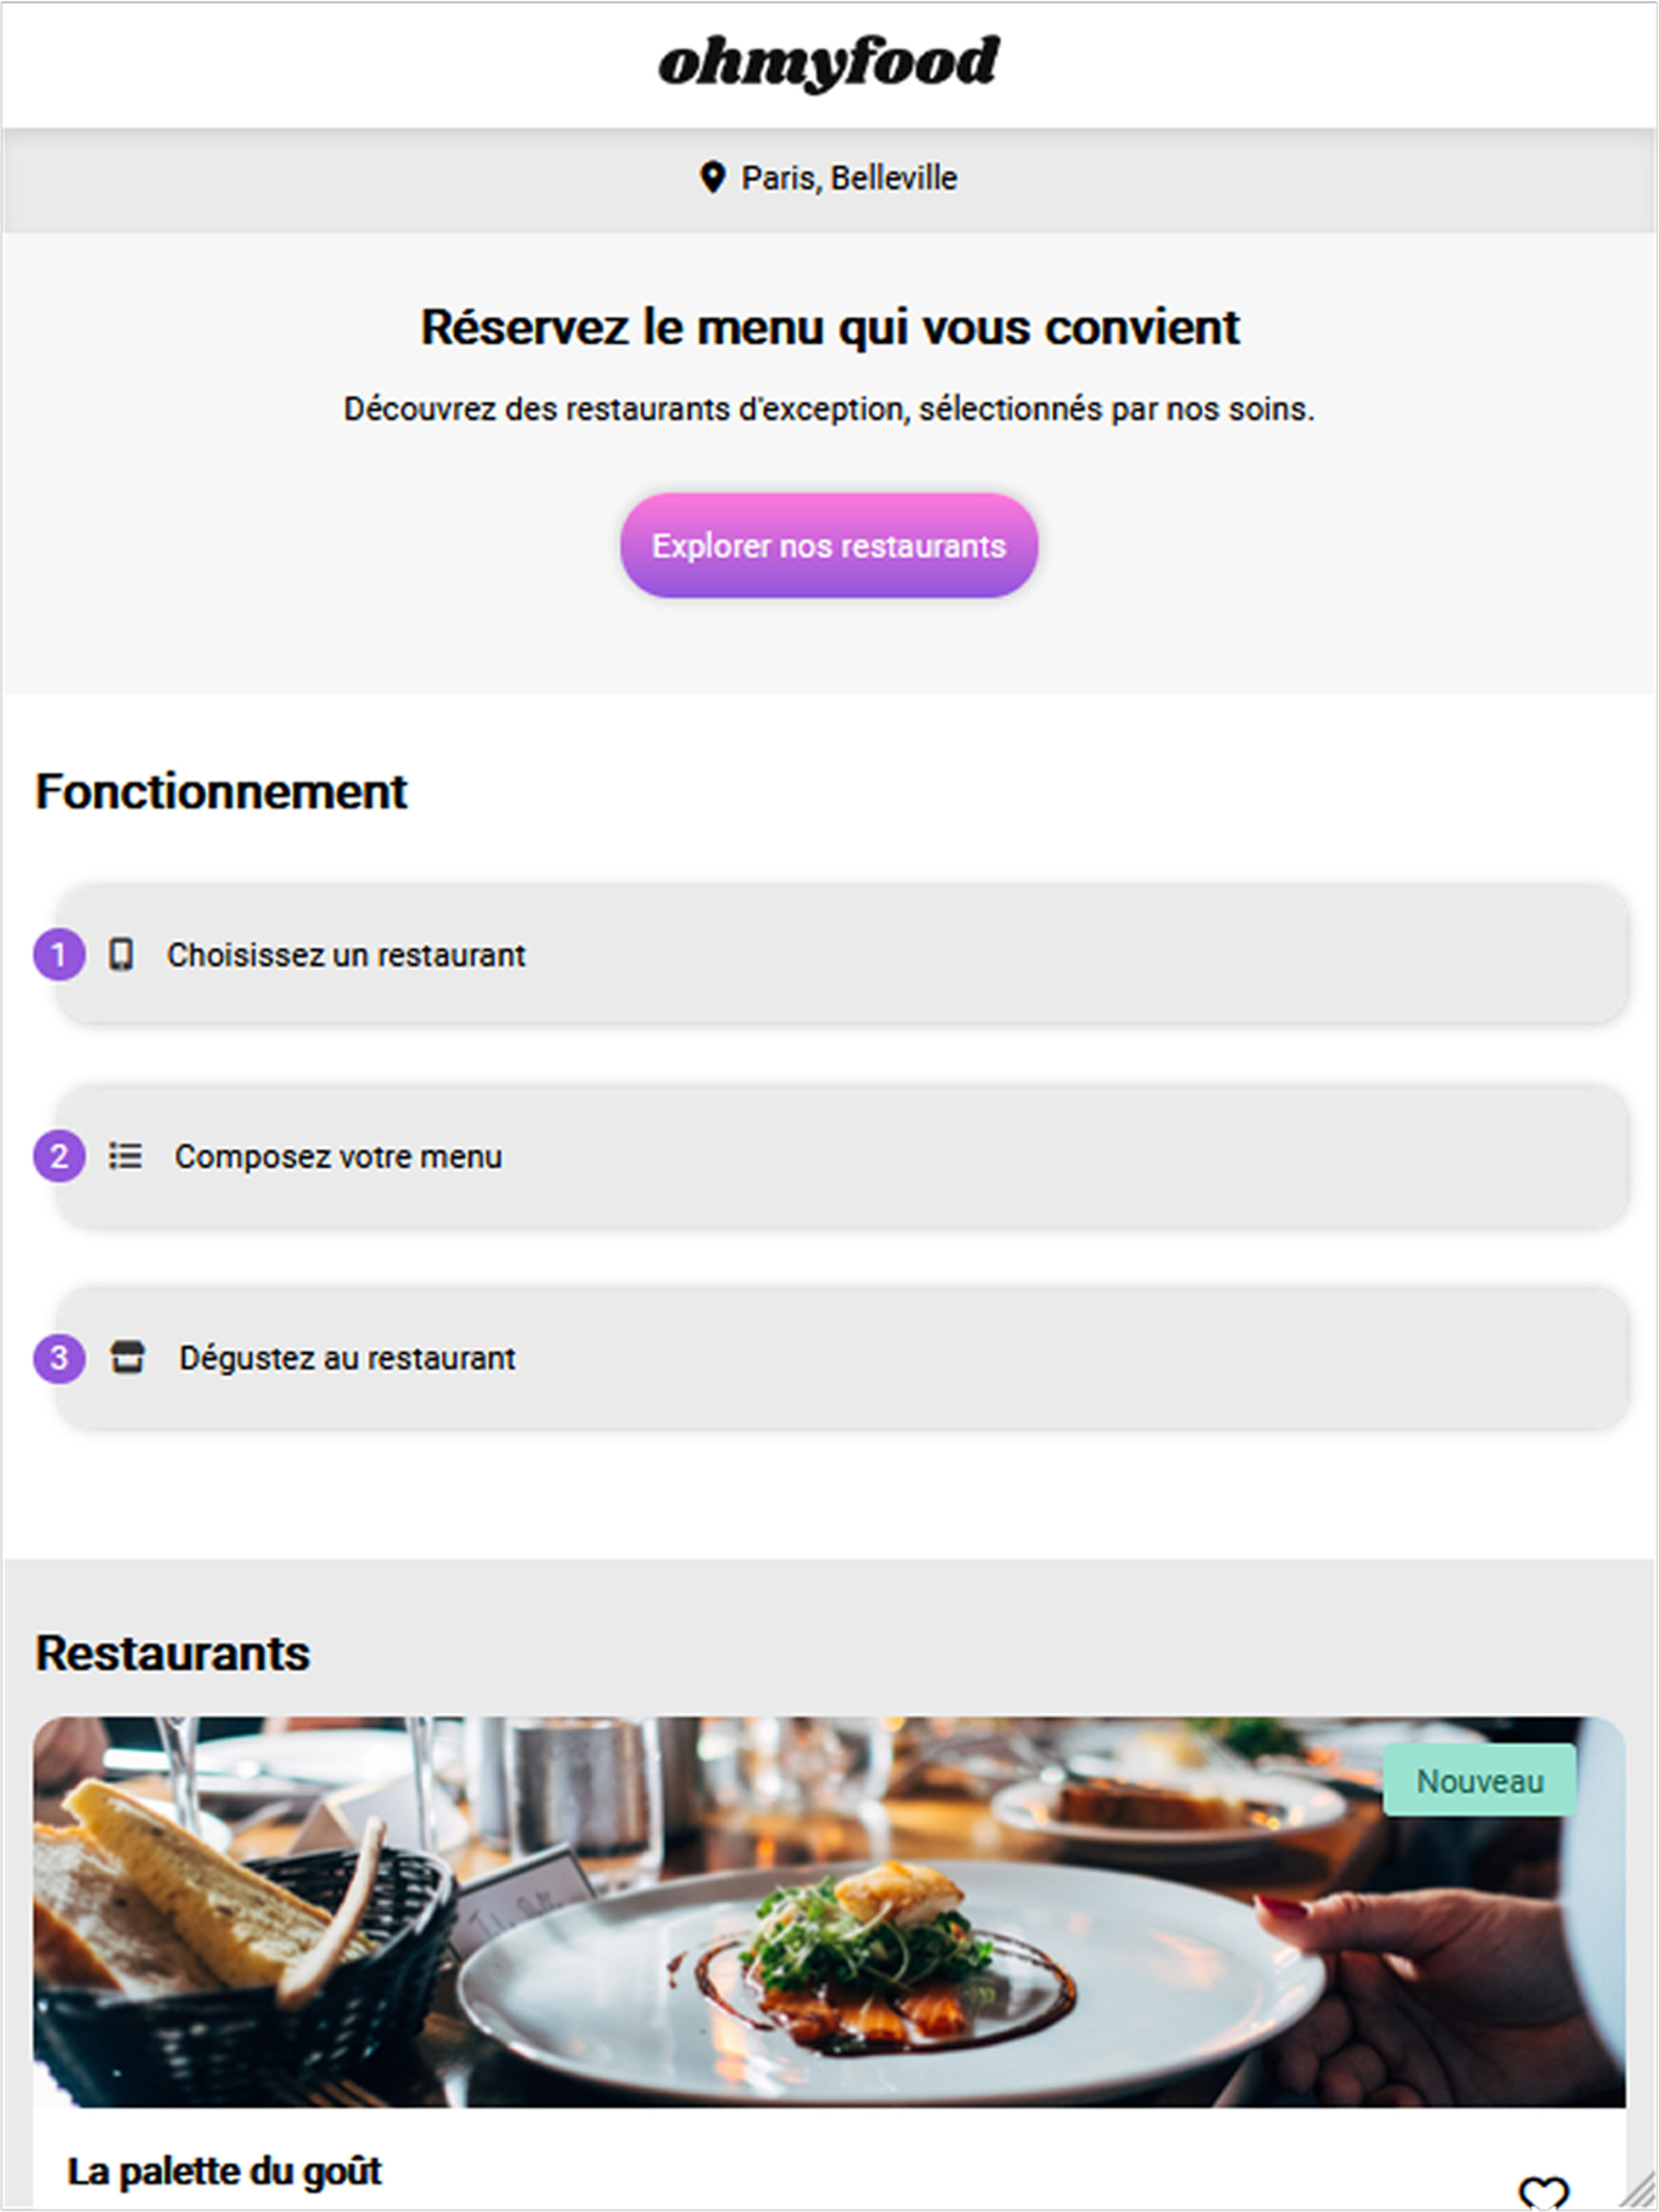 ohmyfood
Paris, Belleville
Réservez le menu qui vous convient
Découvrez des restaurants d'exception, sélectionnés par nos soins.
Explorer nos restaurants
Fonctionnement
1 Choisissez un restaurant
2 Composez votre menu
3 Dégustez au restaurant
Restaurants
Nouveau
La palette du goût